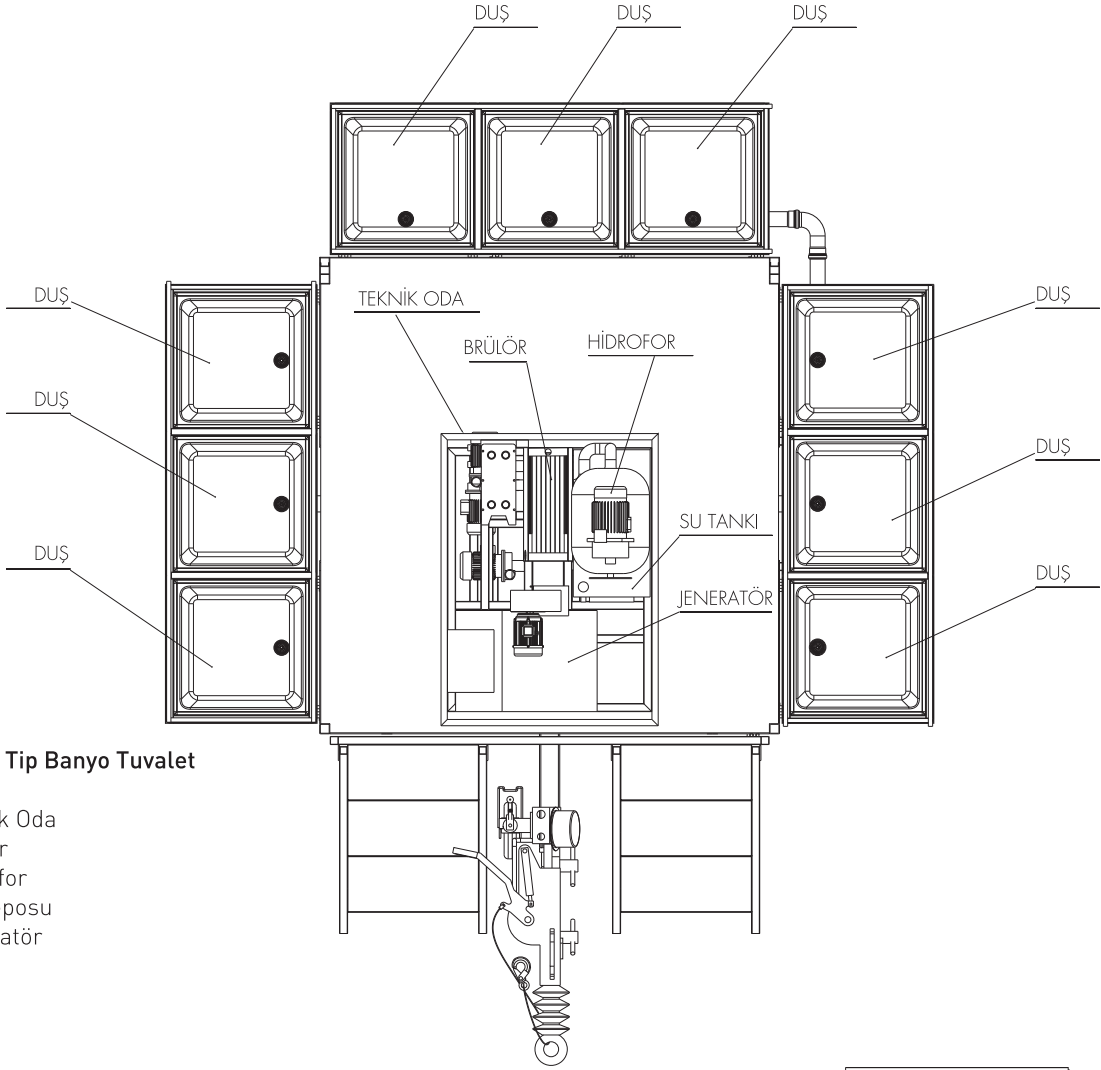 DUŞ
DUŞ
DUŞ
DUŞ
TEKNİK ODA
DUŞ
BRÜLÖR
HİDROFOR
DUŞ
DUŞ
SU TANKI
DUŞ
DUŞ
JENERATÖR
Tip Banyo Tuvalet
k Oda
r
for
posu
atör